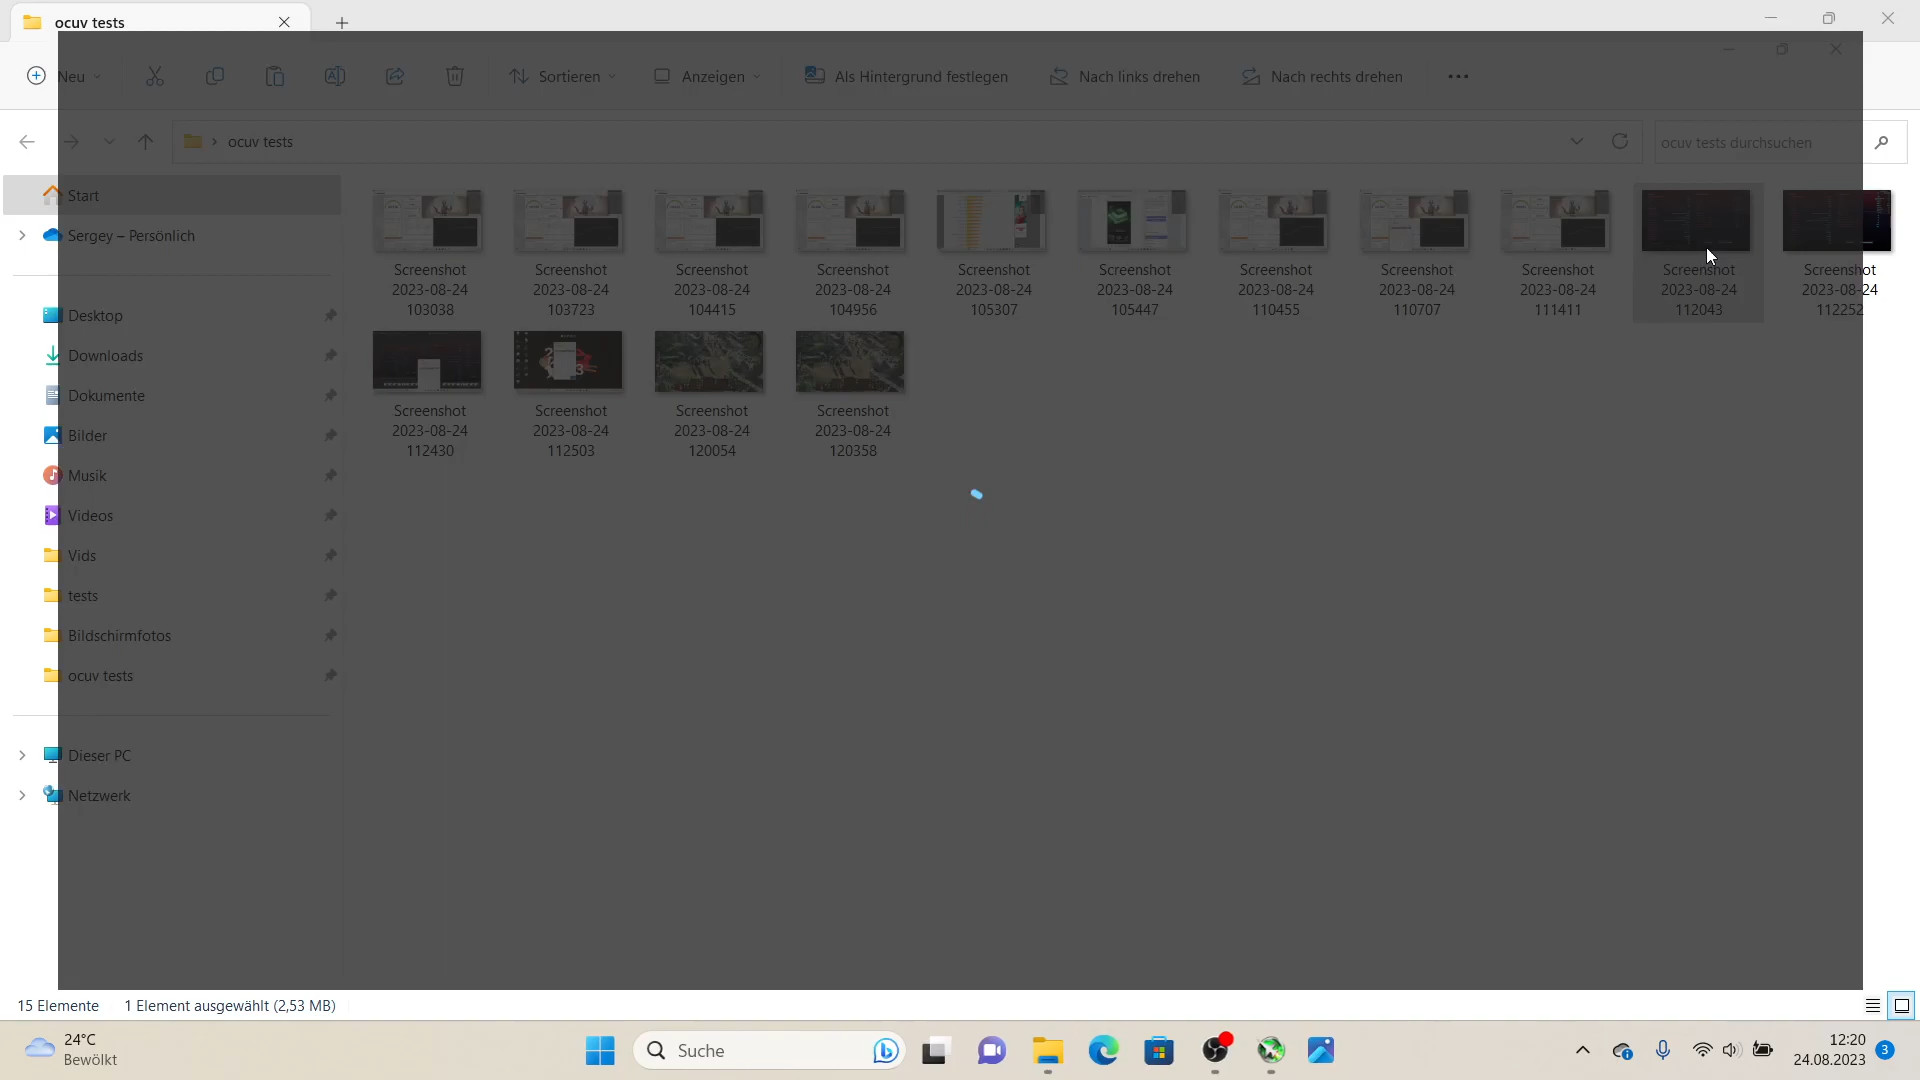 ocuv tests
Neu
Sortieren
Anzeigen
Als Hintergrund festlegen
Nach links drehen
Nach rechts drehen
ocuv tests
ocuv tests durchsuchen
Start
Sergey – Persönlich
Desktop
Downloads
Dokumente
Bilder
Musik
Videos
Vids
tests
Bildschirmfotos
ocuv tests
Dieser PC
Netzwerk
Screenshot
2023-08-24
103038
Screenshot
2023-08-24
103723
Screenshot
2023-08-24
104415
Screenshot
2023-08-24
104956
Screenshot
2023-08-24
105307
Screenshot
2023-08-24
105447
Screenshot
2023-08-24
110455
Screenshot
2023-08-24
110707
Screenshot
2023-08-24
111411
Screenshot
2023-08-24
112043
Screenshot
2023-08-24
112252
Screenshot
2023-08-24
112430
Screenshot
2023-08-24
112503
Screenshot
2023-08-24
120054
Screenshot
2023-08-24
120358
15 Elemente
1 Element ausgewählt (2,53 MB)
24°C
Bewölkt
Suche
12:20
24.08.2023
3